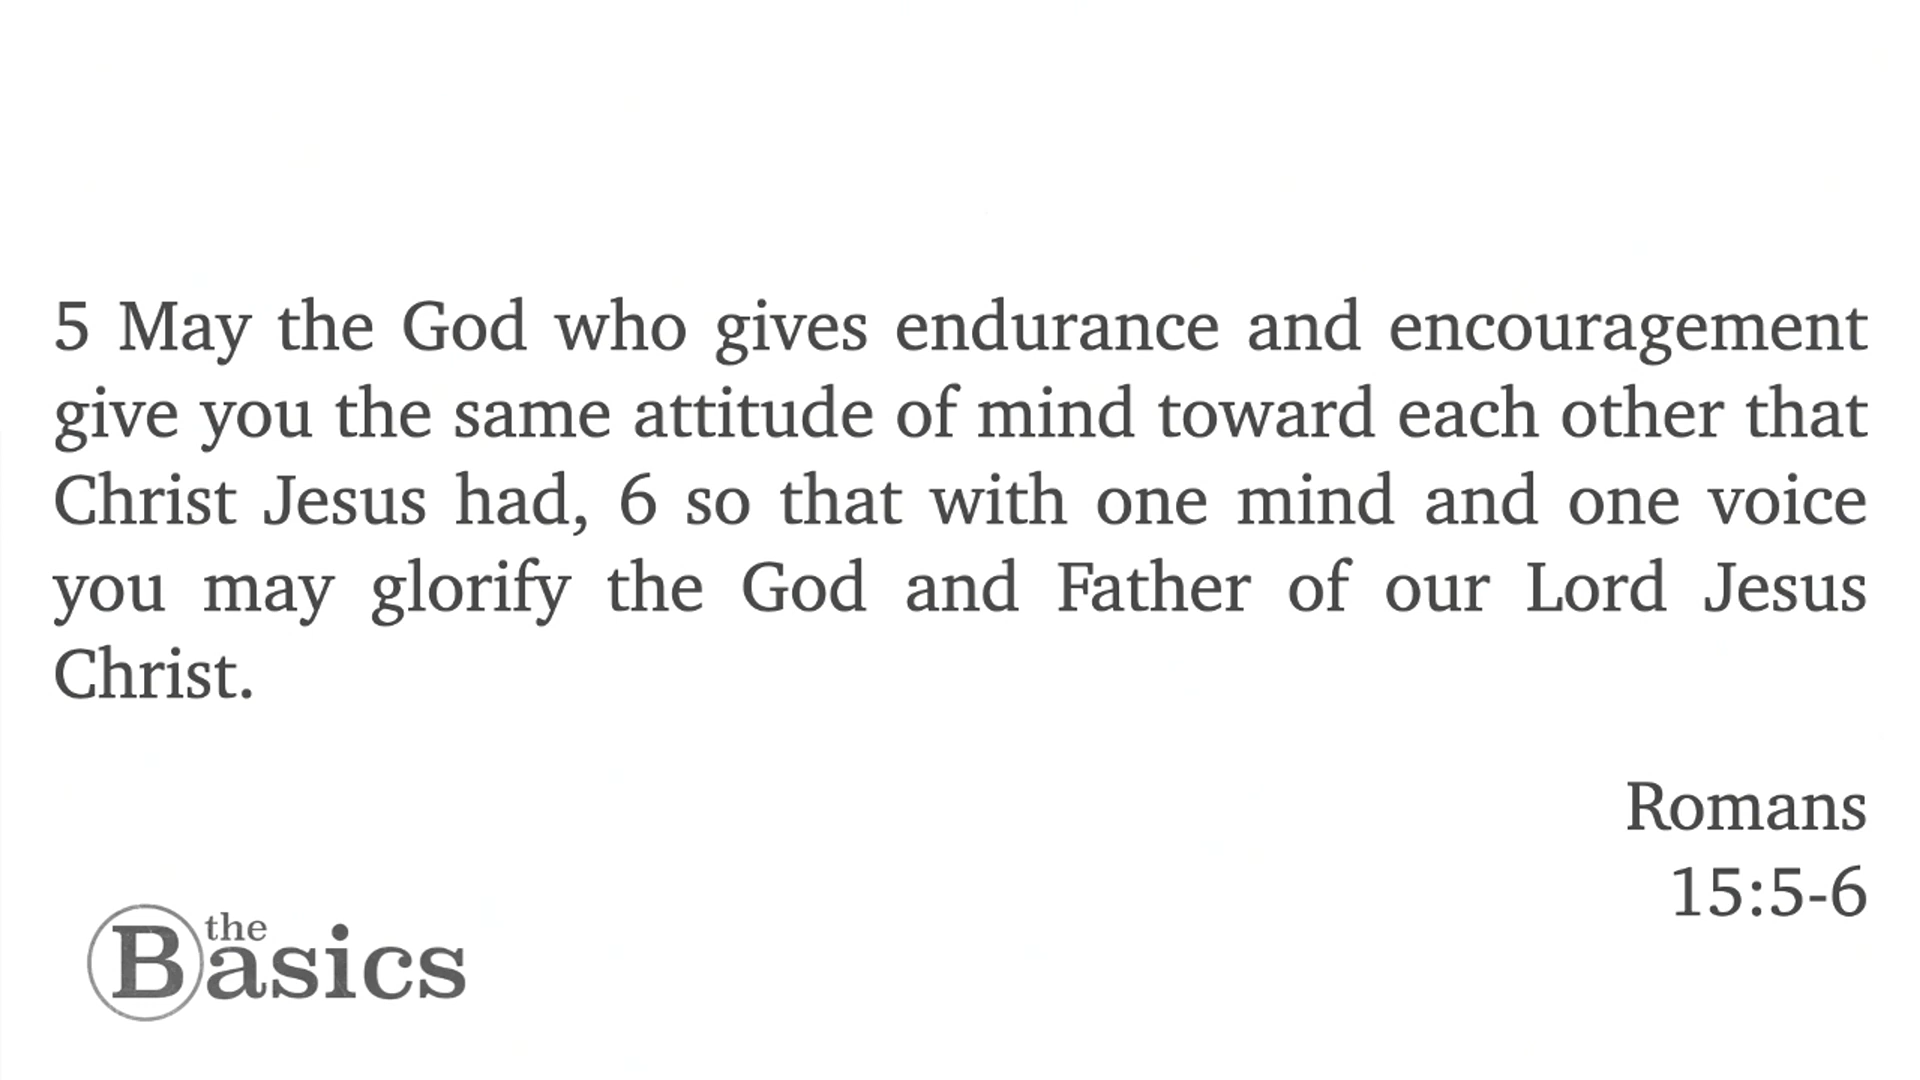 5 May the God who gives endurance and encouragement
give you the same attitude of mind toward each other that
Christ Jesus had, 6 so that with one mind and one voice
you may glorify the God and Father of our Lord Jesus
Christ.
Romans
15:5-6
the
Basics